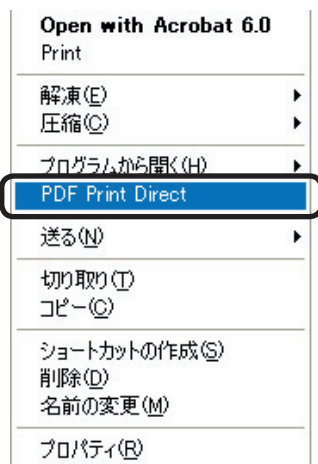 Open with Acrobat 6.0
Print
解凍(E)
圧縮(C)
プログラムから開く(H)
PDF Print Direct
送る(N)
切り取り(T)
コピー(C)
ショートカットの作成(S)
削除(D)
名前の変更(M)
プロパティ(R)